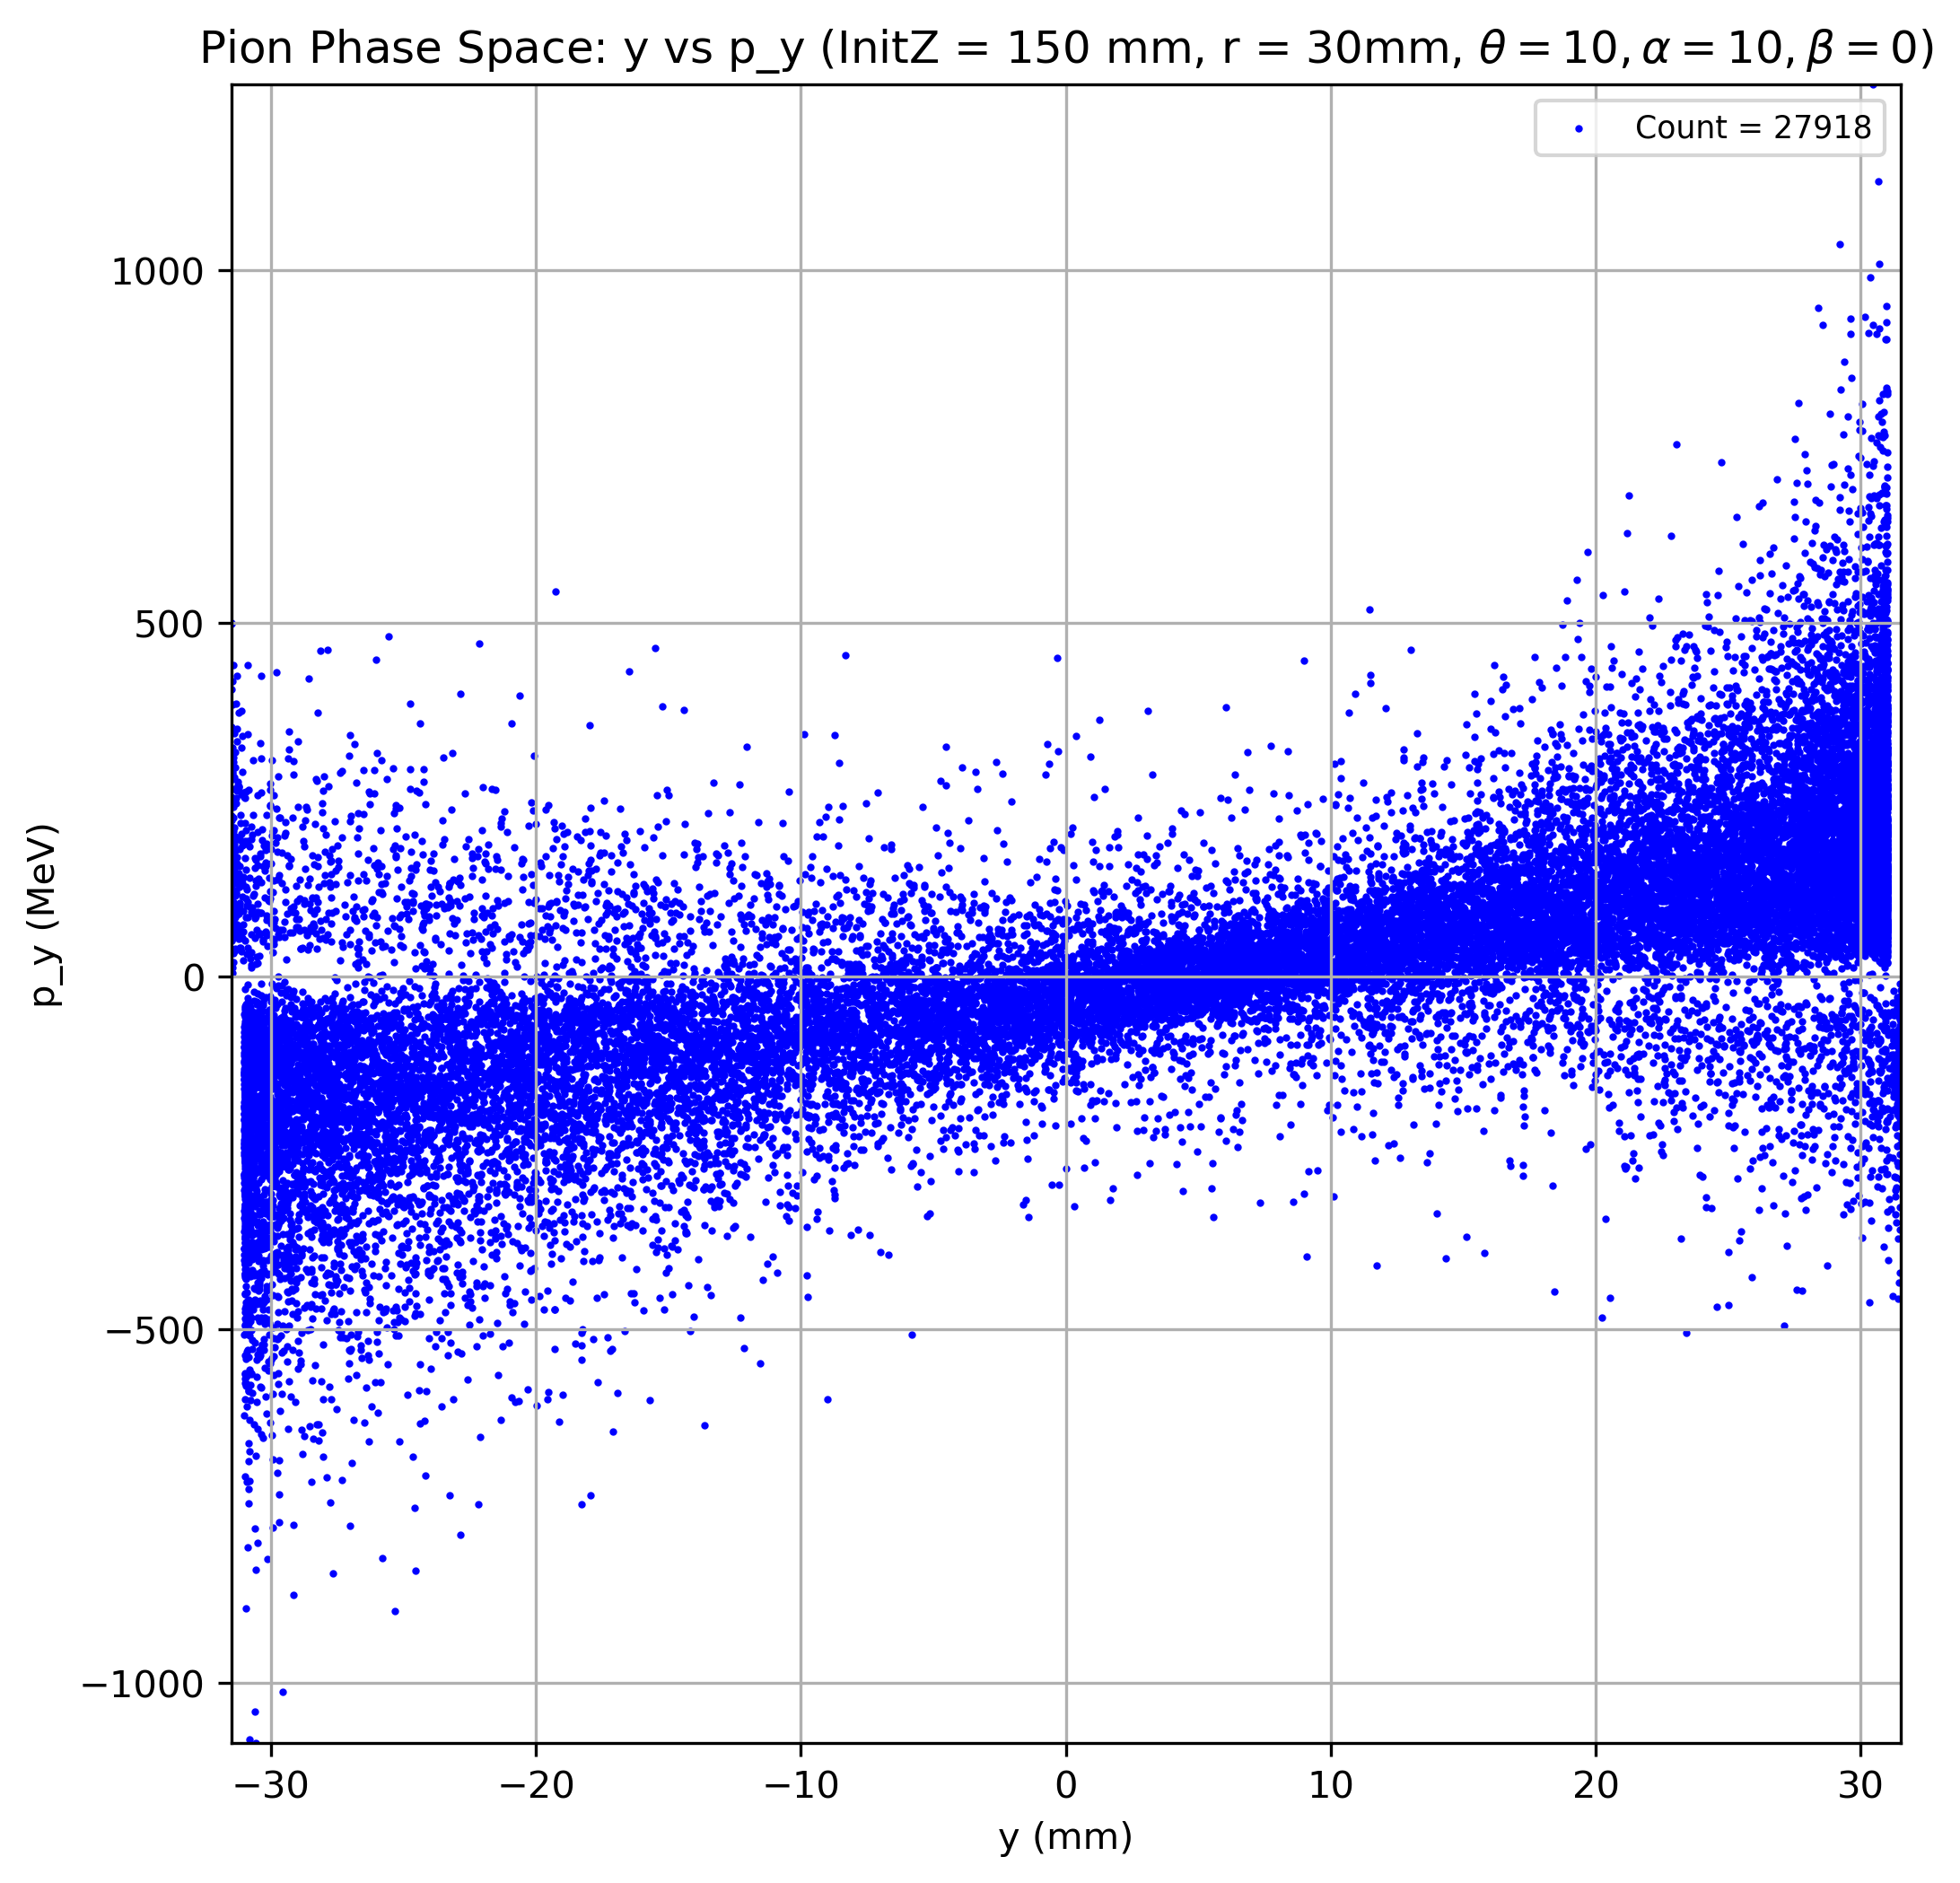 Pion Phase Space: y vs p_y (InitZ = 150 mm, r = 30mm, θ = 10, α = 10, β = 0)
Count = 27918
1000
500
0
−500
−1000
p_y (MeV)
−30 −20 −10 0 10 20 30
y (mm)